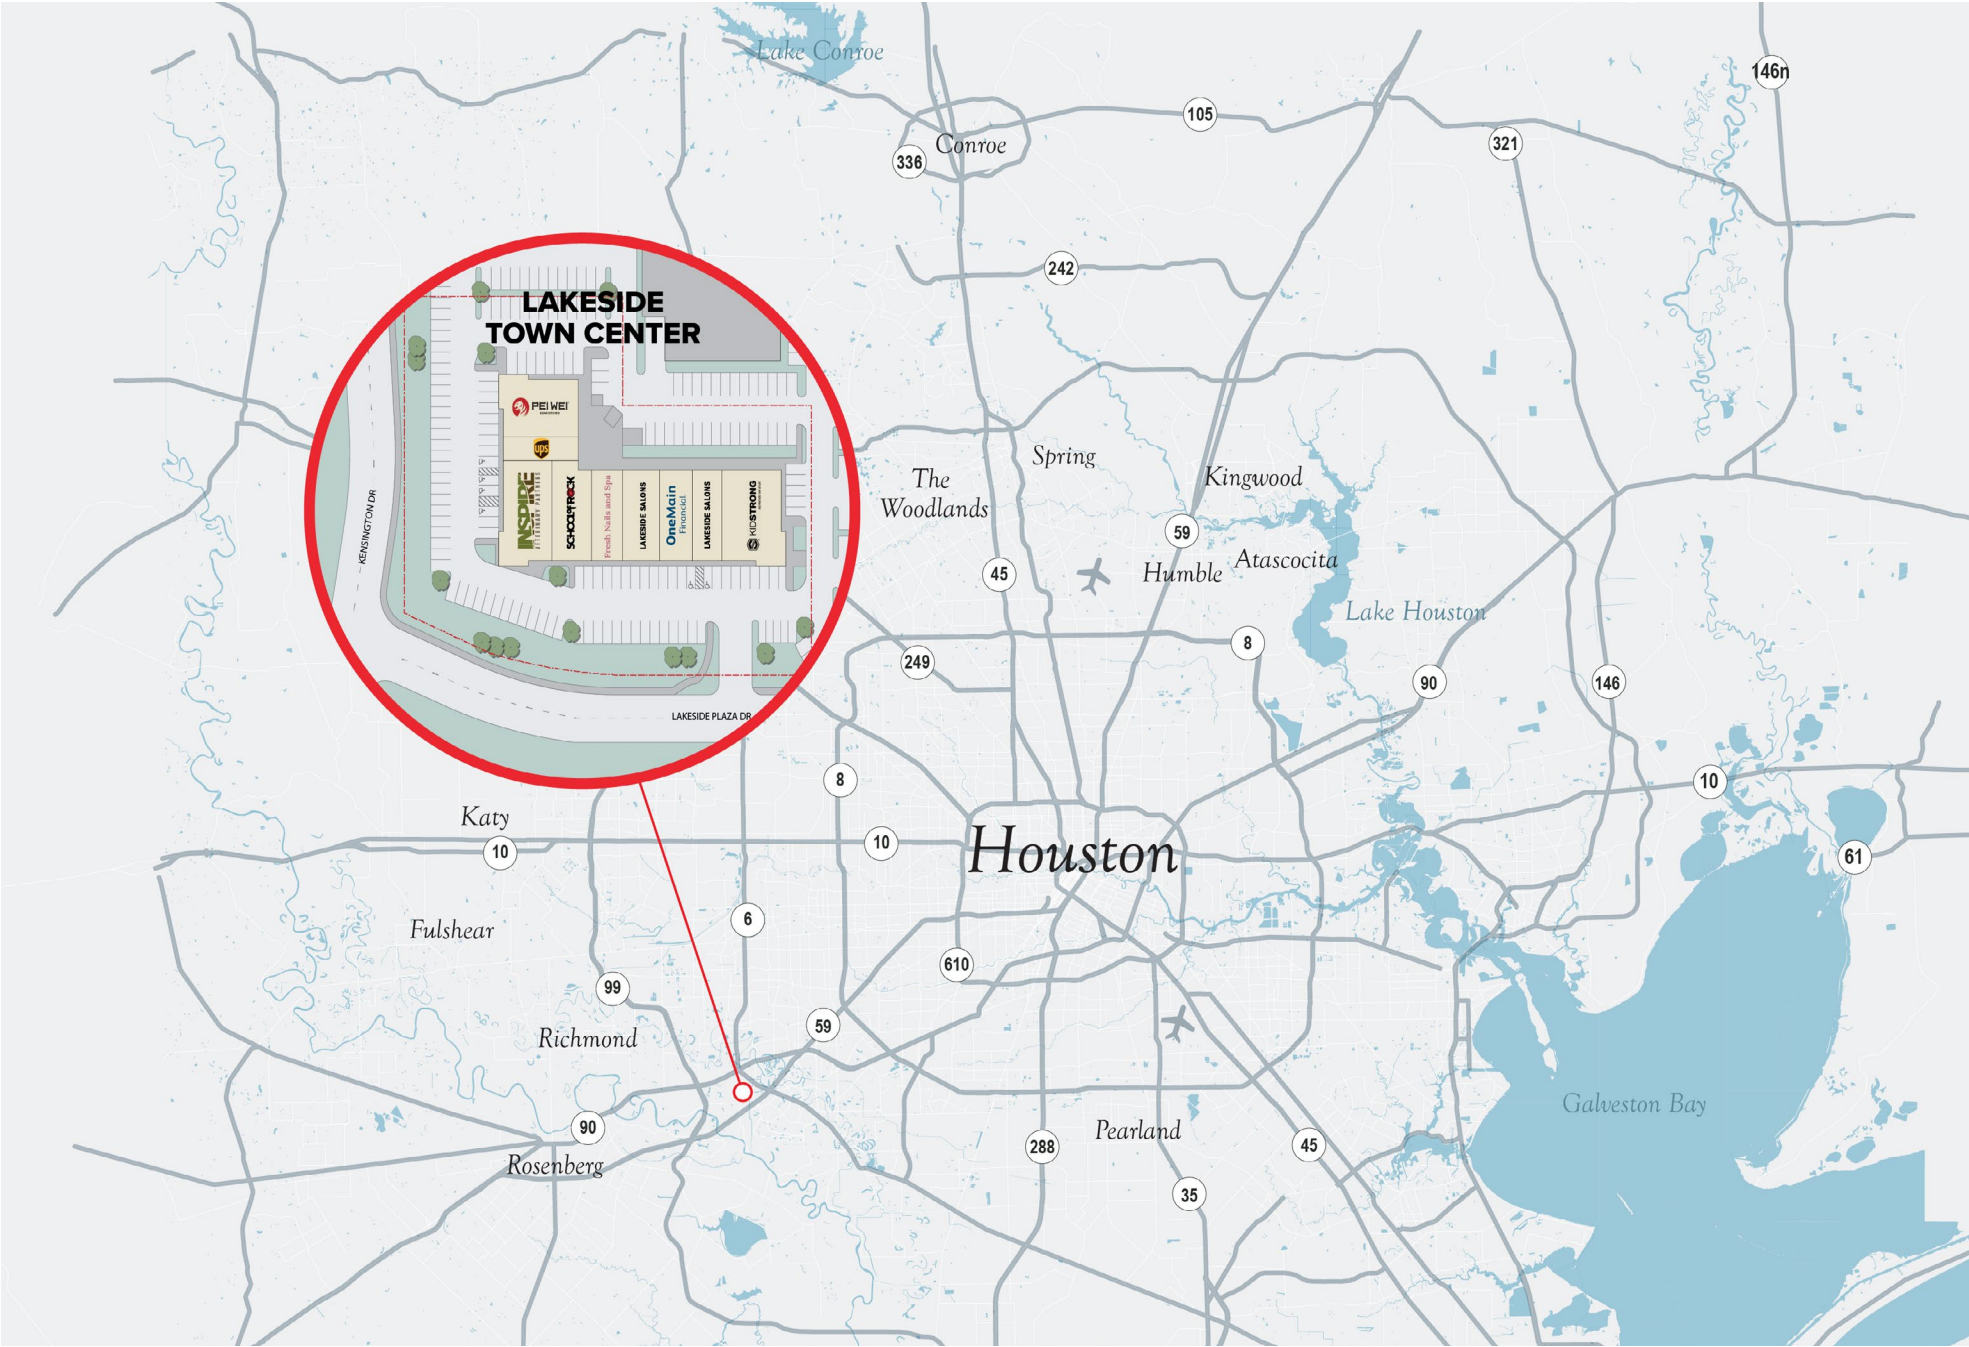 Lake Conroe
146n
105
321
336
Conroe
242
LAKESIDE
TOWN CENTER
PEI WEI
ups
INSPIRE
VETERINARY PARTNERS
SCHOOL OF ROCK
Fresh Nails and Spa
LAKESIDE SALONS
OneMain
Financial
LAKESIDE SALONS
KIDSTRONG
KENSINGTON DR
LAKESIDE PLAZA DR
Spring
The
Woodlands
Kingwood
59
45
Humble
Atascocita
Lake Houston
8
249
90
146
8
10
Katy
10
10
Houston
61
Fulshear
6
610
99
59
Richmond
Galveston Bay
90
Pearland
288
45
Rosenberg
35